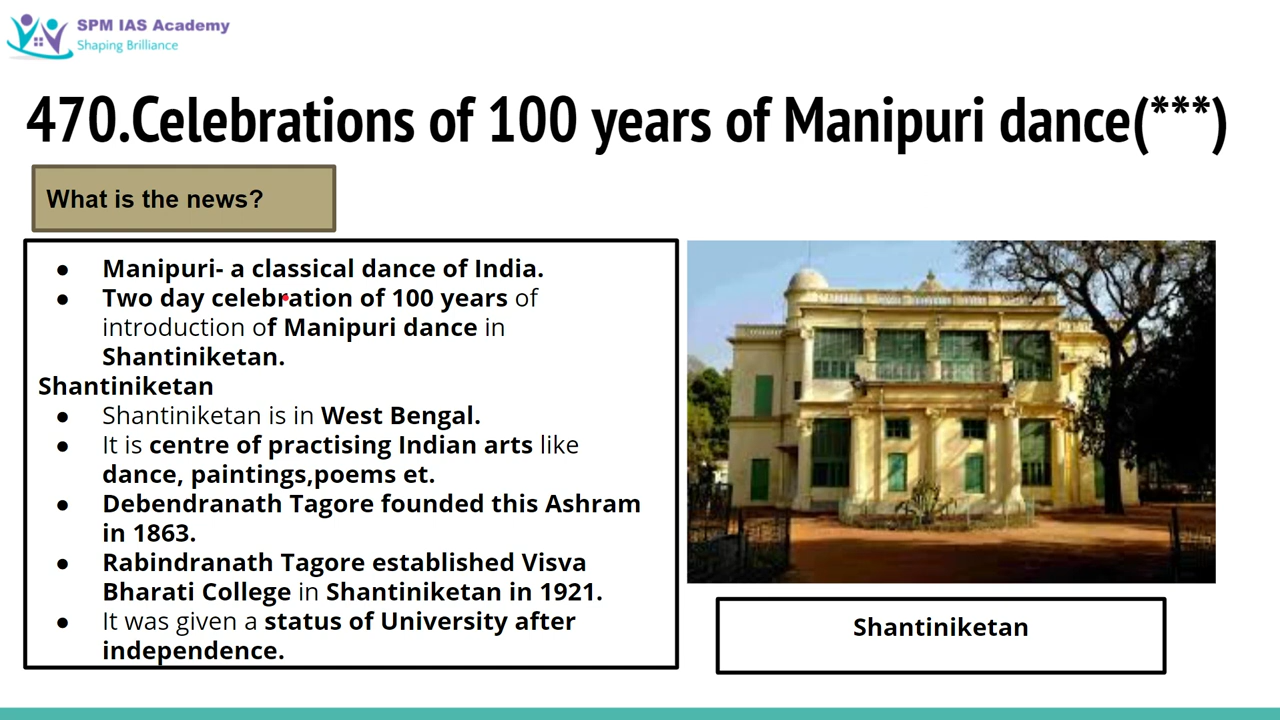 SPM IAS Academy
Shaping Brilliance
470.Celebrations of 100 years of Manipuri dance(***)
What is the news?
● Manipuri- a classical dance of India.
● Two day celebration of 100 years of
introduction of Manipuri dance in
Shantiniketan.
Shantiniketan
● Shantiniketan is in West Bengal.
● It is centre of practising Indian arts like
dance, paintings,poems et.
● Debendranath Tagore founded this Ashram
in 1863.
● Rabindranath Tagore established Visva
Bharati College in Shantiniketan in 1921.
● It was given a status of University after
independence.
Shantiniketan